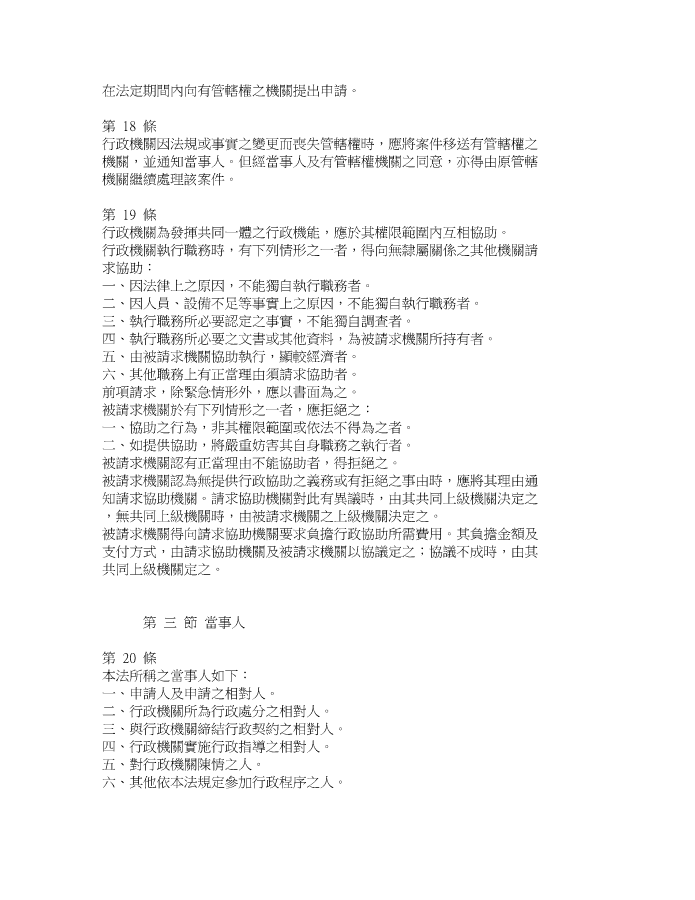 在法定期間內向有管轄權之機關提出申請。
第 18 條
行政機關因法規或事實之變更而喪失管轄權時，應將案件移送有管轄權之
機關，並通知當事人。但經當事人及有管轄權機關之同意，亦得由原管轄
機關繼續處理該案件。
第 19 條
行政機關為發揮共同一體之行政機能，應於其權限範圍內互相協助。
行政機關執行職務時，有下列情形之一者，得向無隸屬關係之其他機關請
求協助：
一、因法律上之原因，不能獨自執行職務者。
二、因人員、設備不足等事實上之原因，不能獨自執行職務者。
三、執行職務所必要認定之事實，不能獨自調查者。
四、執行職務所必要之文書或其他資料，為被請求機關所持有者。
五、由被請求機關協助執行，顯較經濟者。
六、其他職務上有正當理由須請求協助者。
前項請求，除緊急情形外，應以書面為之。
被請求機關於有下列情形之一者，應拒絕之：
一、協助之行為，非其權限範圍或依法不得為之者。
二、如提供協助，將嚴重妨害其自身職務之執行者。
被請求機關認有正當理由不能協助者，得拒絕之。
被請求機關認為無提供行政協助之義務或有拒絕之事由時，應將其理由通
知請求協助機關。請求協助機關對此有異議時，由其共同上級機關決定之
，無共同上級機關時，由被請求機關之上級機關決定之。
被請求機關得向請求協助機關要求負擔行政協助所需費用。其負擔金額及
支付方式，由請求協助機關及被請求機關以協議定之；協議不成時，由其
共同上級機關定之。
第 三 節 當事人
第 20 條
本法所稱之當事人如下：
一、申請人及申請之相對人。
二、行政機關所為行政處分之相對人。
三、與行政機關締結行政契約之相對人。
四、行政機關實施行政指導之相對人。
五、對行政機關陳情之人。
六、其他依本法規定參加行政程序之人。